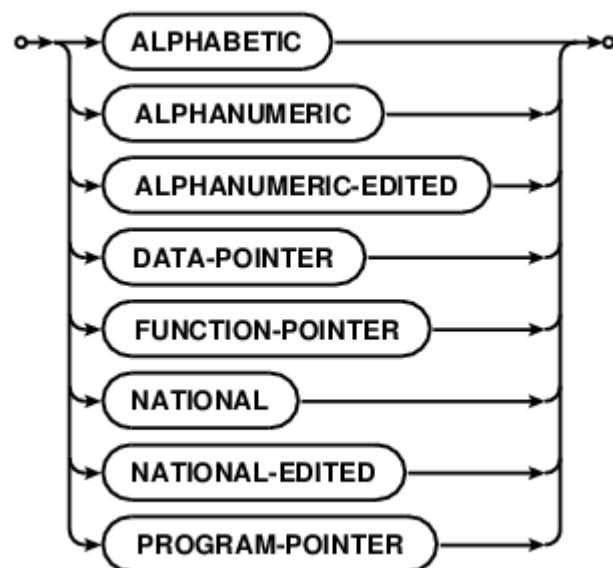 ALPHABETIC
ALPHANUMERIC
ALPHANUMERIC-EDITED
DATA-POINTER
FUNCTION-POINTER
NATIONAL
NATIONAL-EDITED
PROGRAM-POINTER